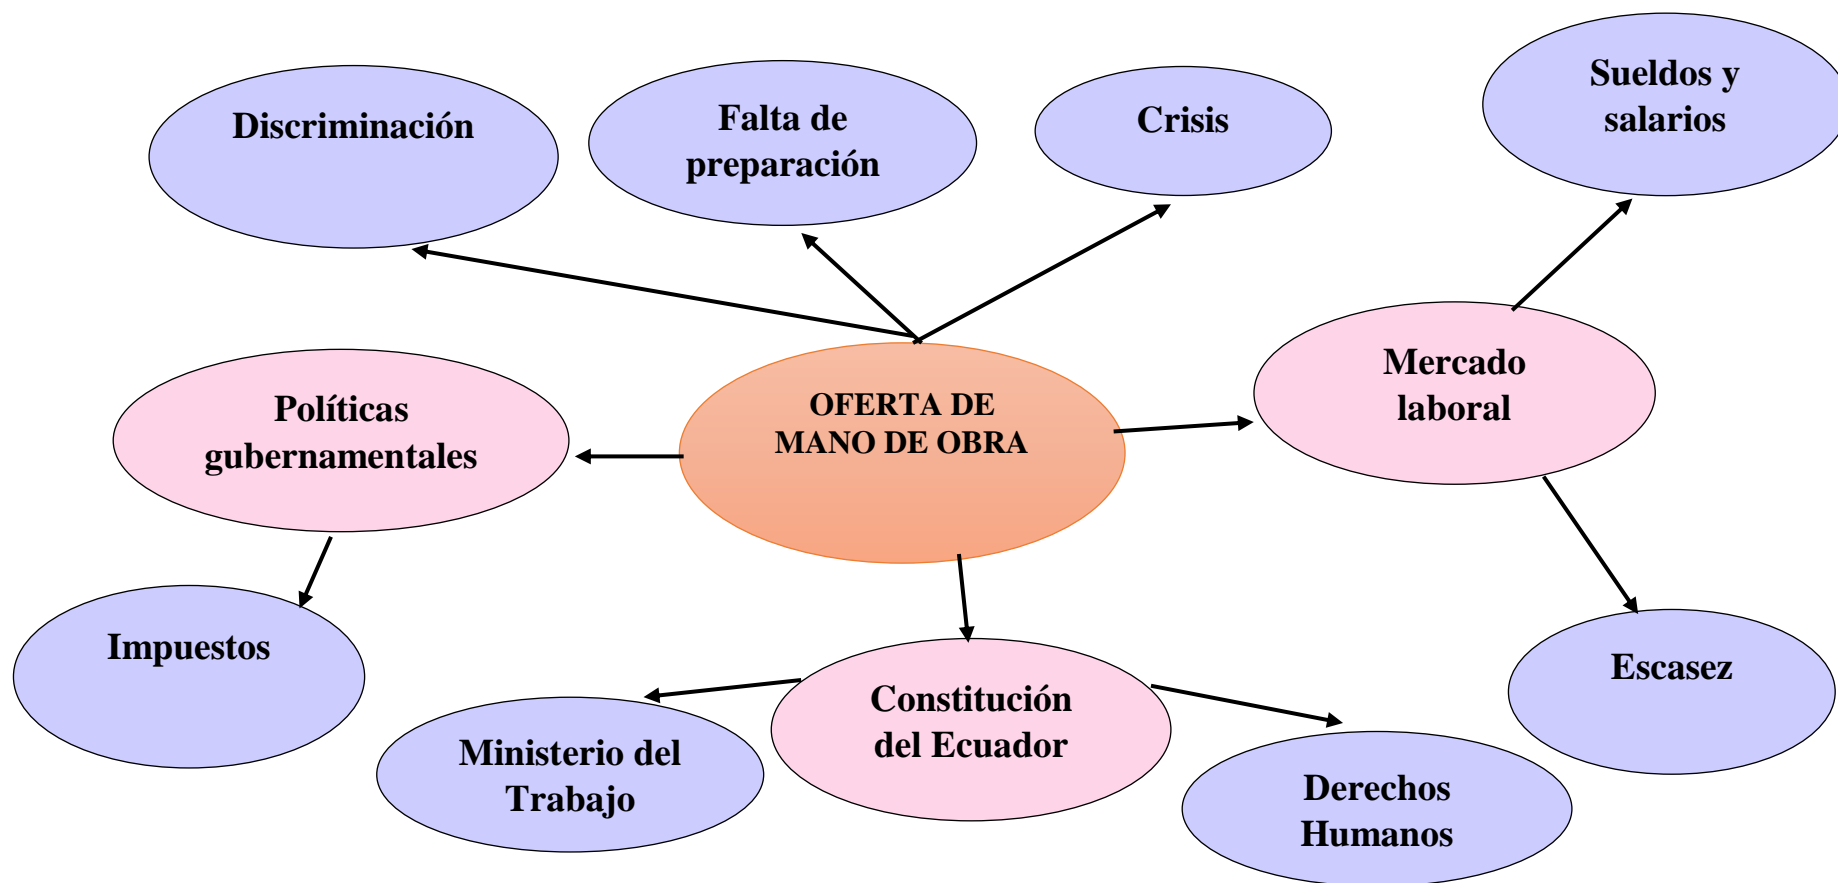 Discriminación
Falta de
preparación
Crisis
Sueldos y
salarios
Políticas
gubernamentales
OFERTA DE
MANO DE OBRA
Mercado
laboral
Impuestos
Ministerio del
Trabajo
Constitución
del Ecuador
Derechos
Humanos
Escasez